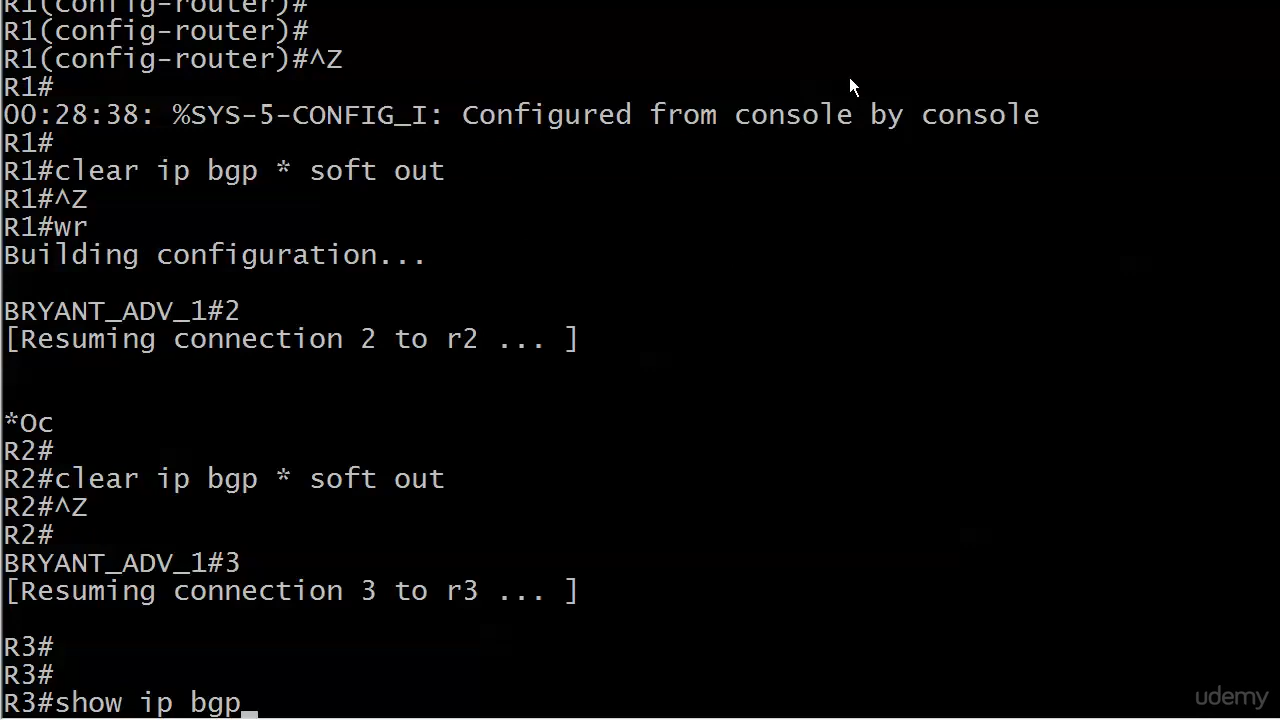 R1(config-router)#
R1(config-router)#
R1(config-router)#^Z
R1#
00:28:38: %SYS-5-CONFIG_I: Configured from console by console
R1#
R1#clear ip bgp * soft out
R1#^Z
R1#wr
Building configuration...
BRYANT_ADV_1#2
[Resuming connection 2 to r2 ... ]
*Oc
R2#
R2#clear ip bgp * soft out
R2#^Z
R2#
BRYANT_ADV_1#3
[Resuming connection 3 to r3 ... ]
R3#
R3#
R3#show ip bgp_
udemy